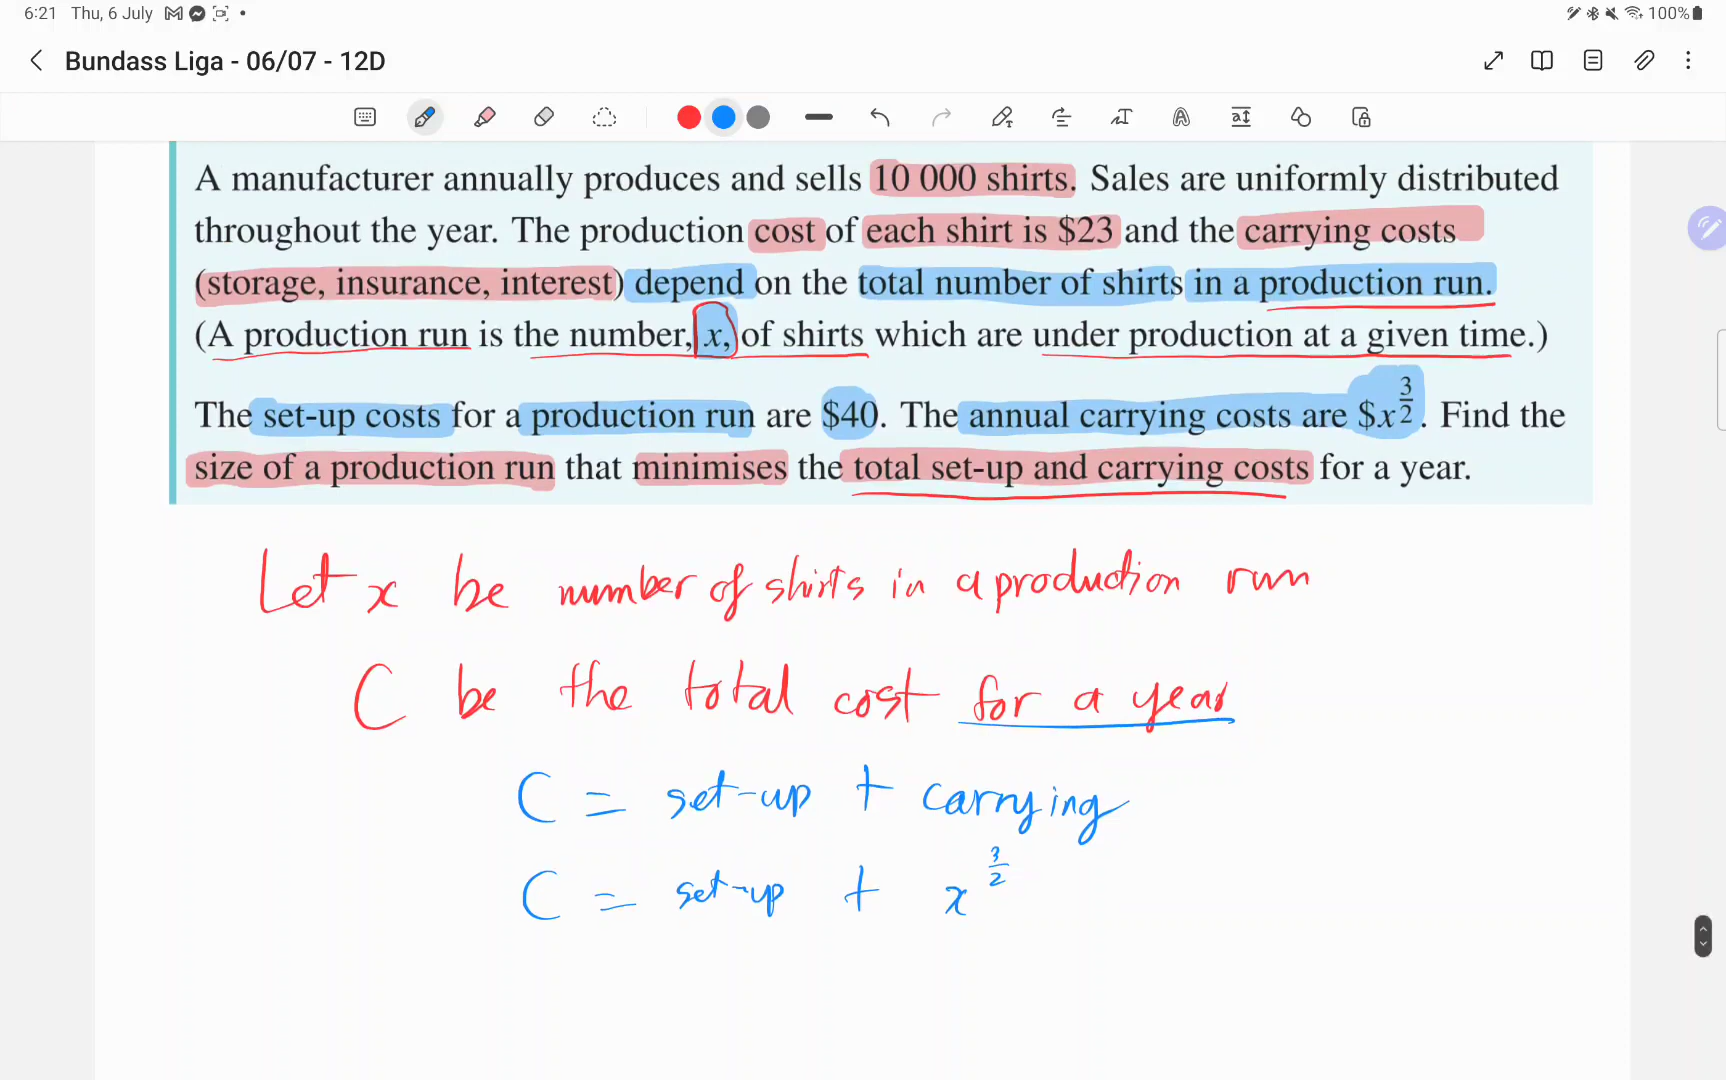 6:21 Thu, 6 July 100%
Bundass Liga - 06/07 - 12D
A manufacturer annually produces and sells 10 000 shirts. Sales are uniformly distributed
throughout the year. The production cost of each shirt is $23 and the carrying costs
(storage, insurance, interest) depend on the total number of shirts in a production run.
(A production run is the number, x, of shirts which are under production at a given time.)
The set-up costs for a production run are $40. The annual carrying costs are $x^{\frac{3}{2}}. Find the
size of a production run that minimises the total set-up and carrying costs for a year.
Let x be number of shirts in a production run
C be the total cost for a year
C = set-up + carrying
C = set-up + x^{\frac{3}{2}}